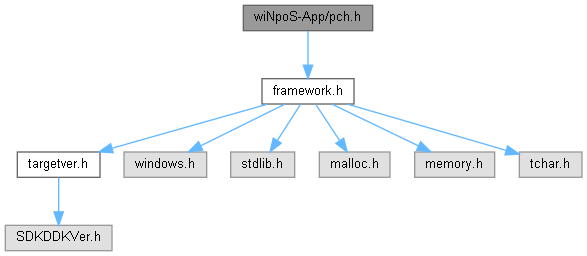 wiNpoS-App/pch.h
framework.h
targetver.h
windows.h
stdlib.h
malloc.h
memory.h
tchar.h
SDKDDKVer.h